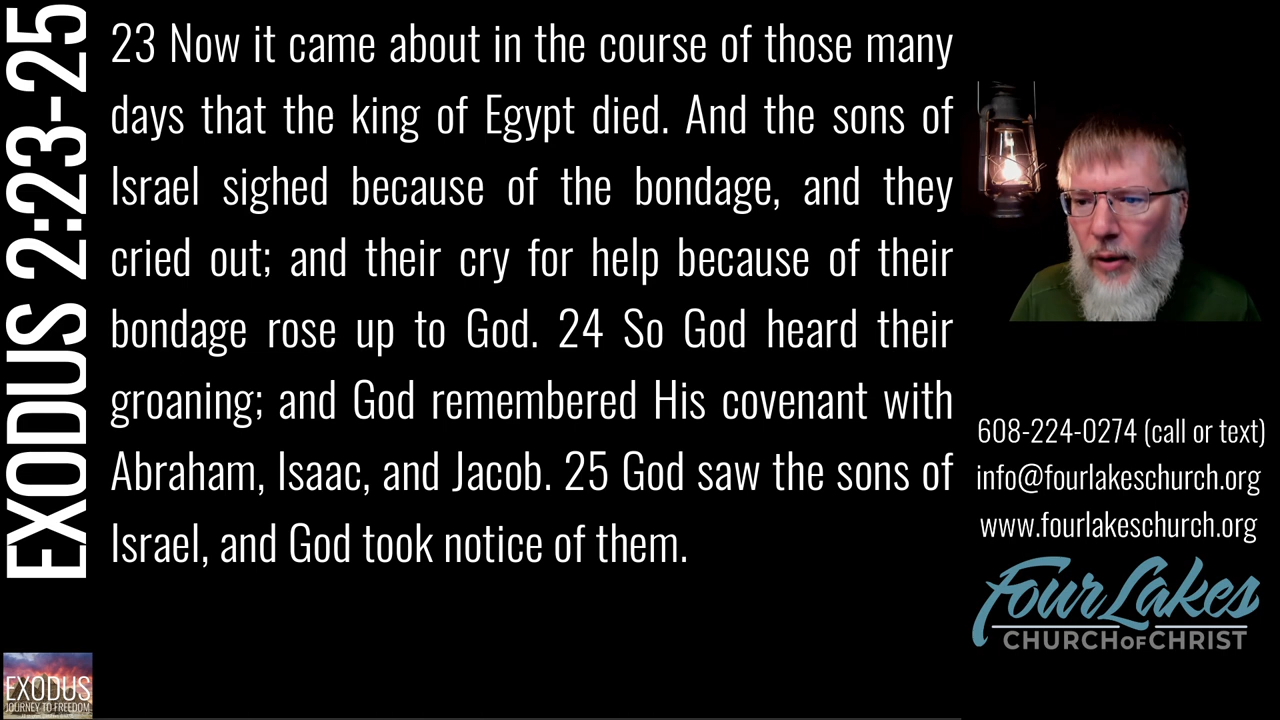 EXODUS 2:23-25
23 Now it came about in the course of those many
days that the king of Egypt died. And the sons of
Israel sighed because of the bondage, and they
cried out; and their cry for help because of their
bondage rose up to God. 24 So God heard their
groaning; and God remembered His covenant with
Abraham, Isaac, and Jacob. 25 God saw the sons of
Israel, and God took notice of them.
608-224-0274 (call or text)
info@fourlakeschurch.org
www.fourlakeschurch.org
Four Lakes
CHURCH OF CHRIST
EXODUS
JOURNEY TO FREEDOM